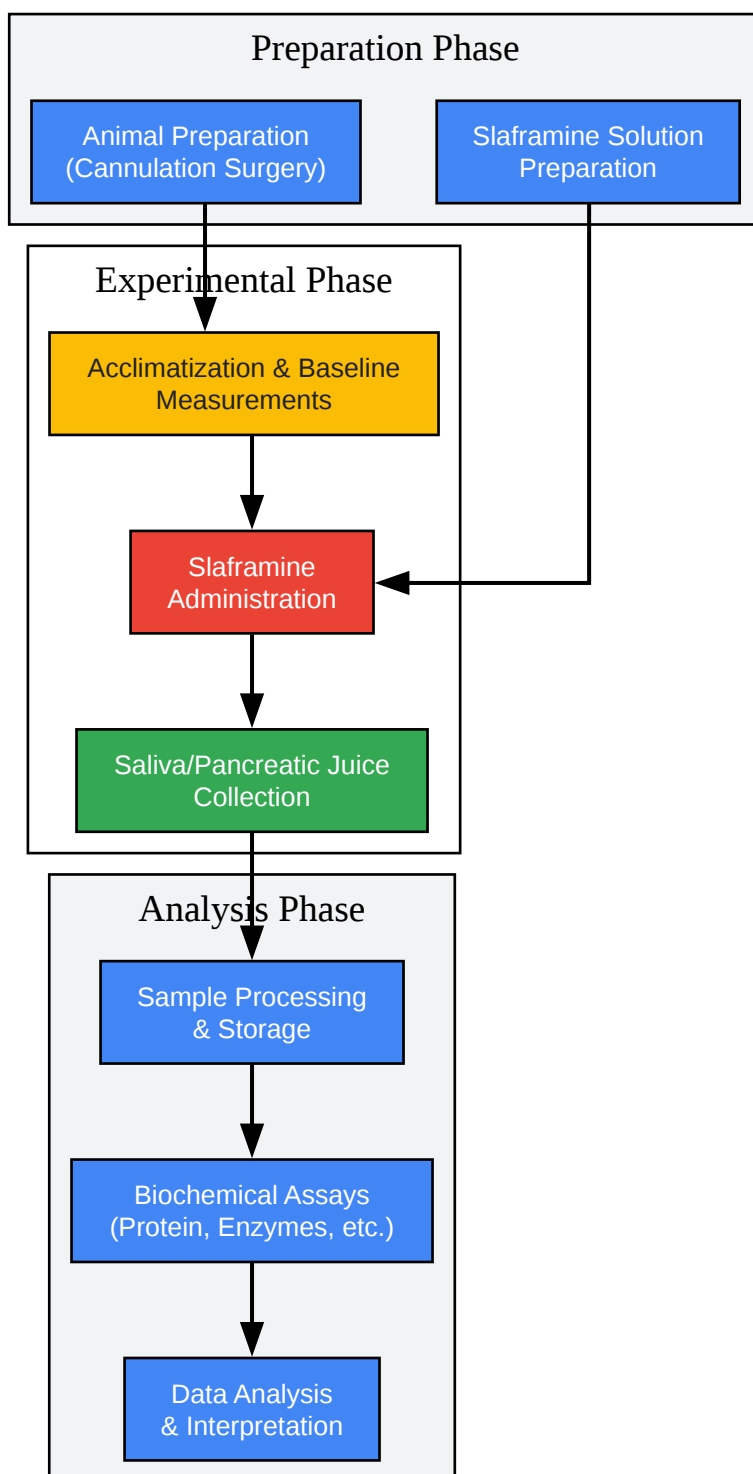 Preparation Phase
Animal Preparation
(Cannulation Surgery)
Slaframine Solution
Preparation
Experimental Phase
Acclimatization & Baseline
Measurements
Slaframine
Administration
Saliva/Pancreatic Juice
Collection
Analysis Phase
Sample Processing
& Storage
Biochemical Assays
(Protein, Enzymes, etc.)
Data Analysis
& Interpretation